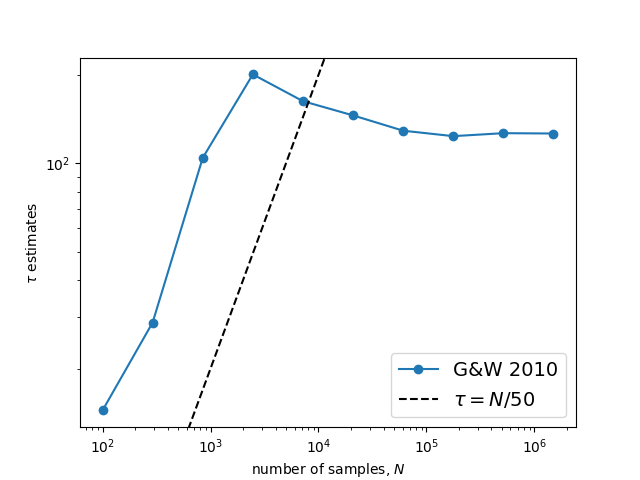 10²
τ estimates
G&W 2010
τ = N/50
10² 10³ 10⁴ 10⁵ 10⁶
number of samples, N